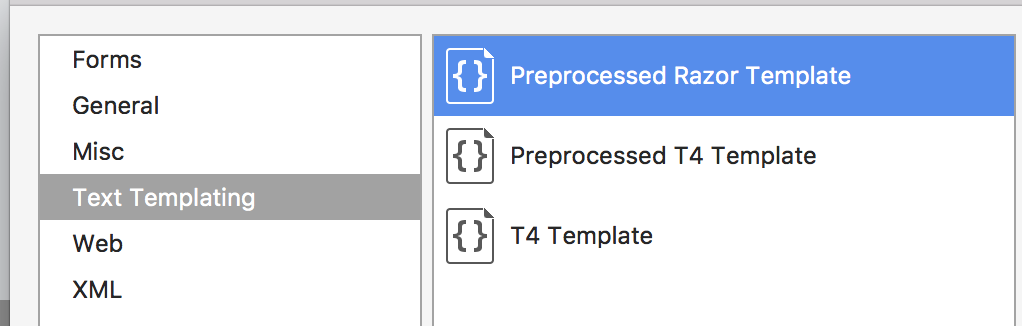 Forms
General
Misc
Text Templating
Web
XML
{} Preprocessed Razor Template
{} Preprocessed T4 Template
{} T4 Template